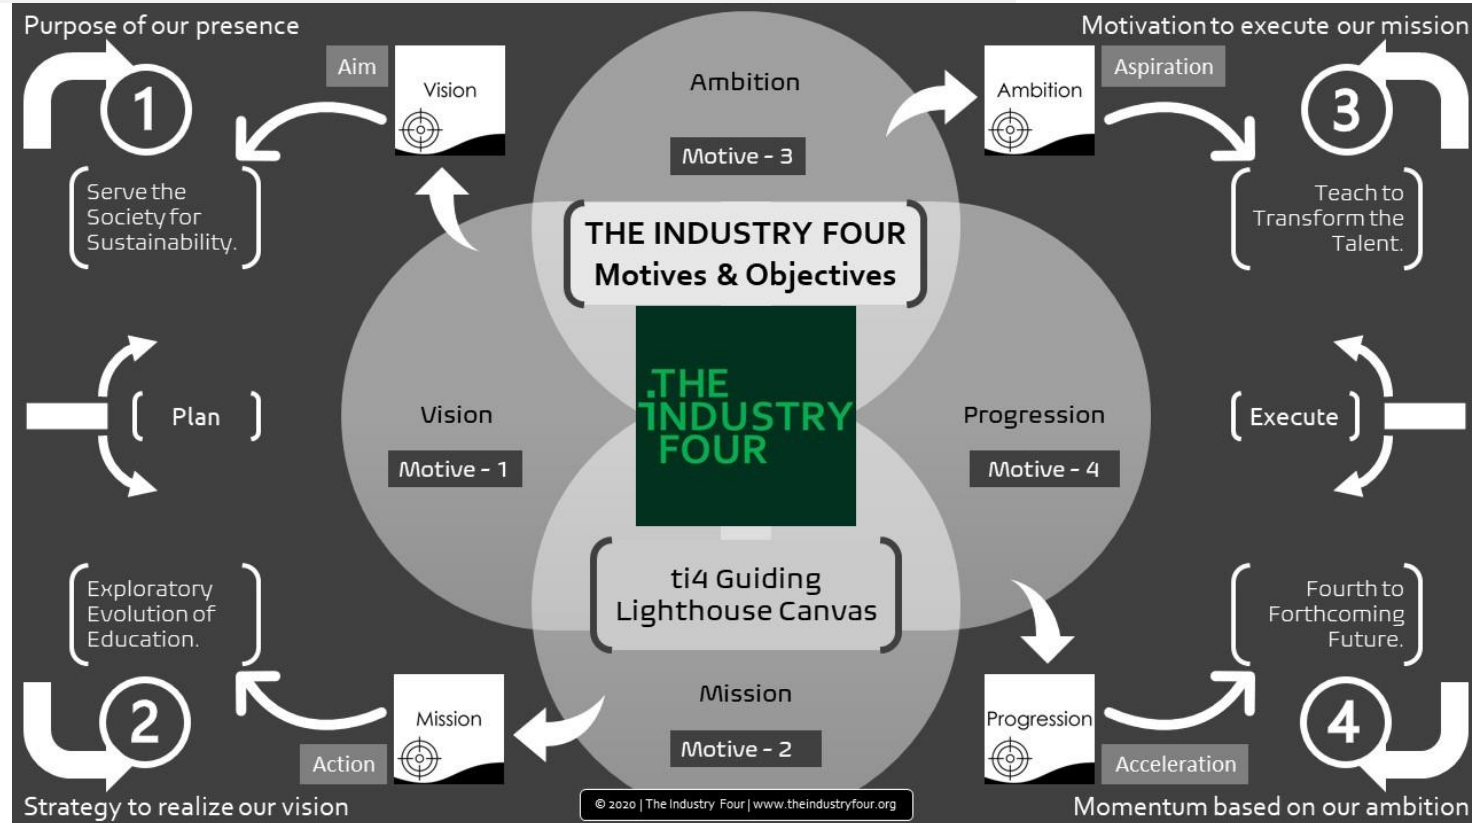 Purpose of our presence
Motivation to execute our mission
1
Aim
Vision
Serve the
Society for
Sustainability.
Ambition
Motive - 3
Ambition
Aspiration
3
Teach to
Transform the
Talent.
THE INDUSTRY FOUR
Motives & Objectives
.THE
INDUSTRY
FOUR
Plan
Vision
Motive - 1
Progression
Motive - 4
Execute
ti4 Guiding
Lighthouse Canvas
Exploratory
Evolution of
Education.
2
Action
Mission
Mission
Motive - 2
Progression
Acceleration
Fourth to
Forthcoming
Future.
4
Strategy to realize our vision
© 2020 | The Industry Four | www.theindustryfour.org
Momentum based on our ambition